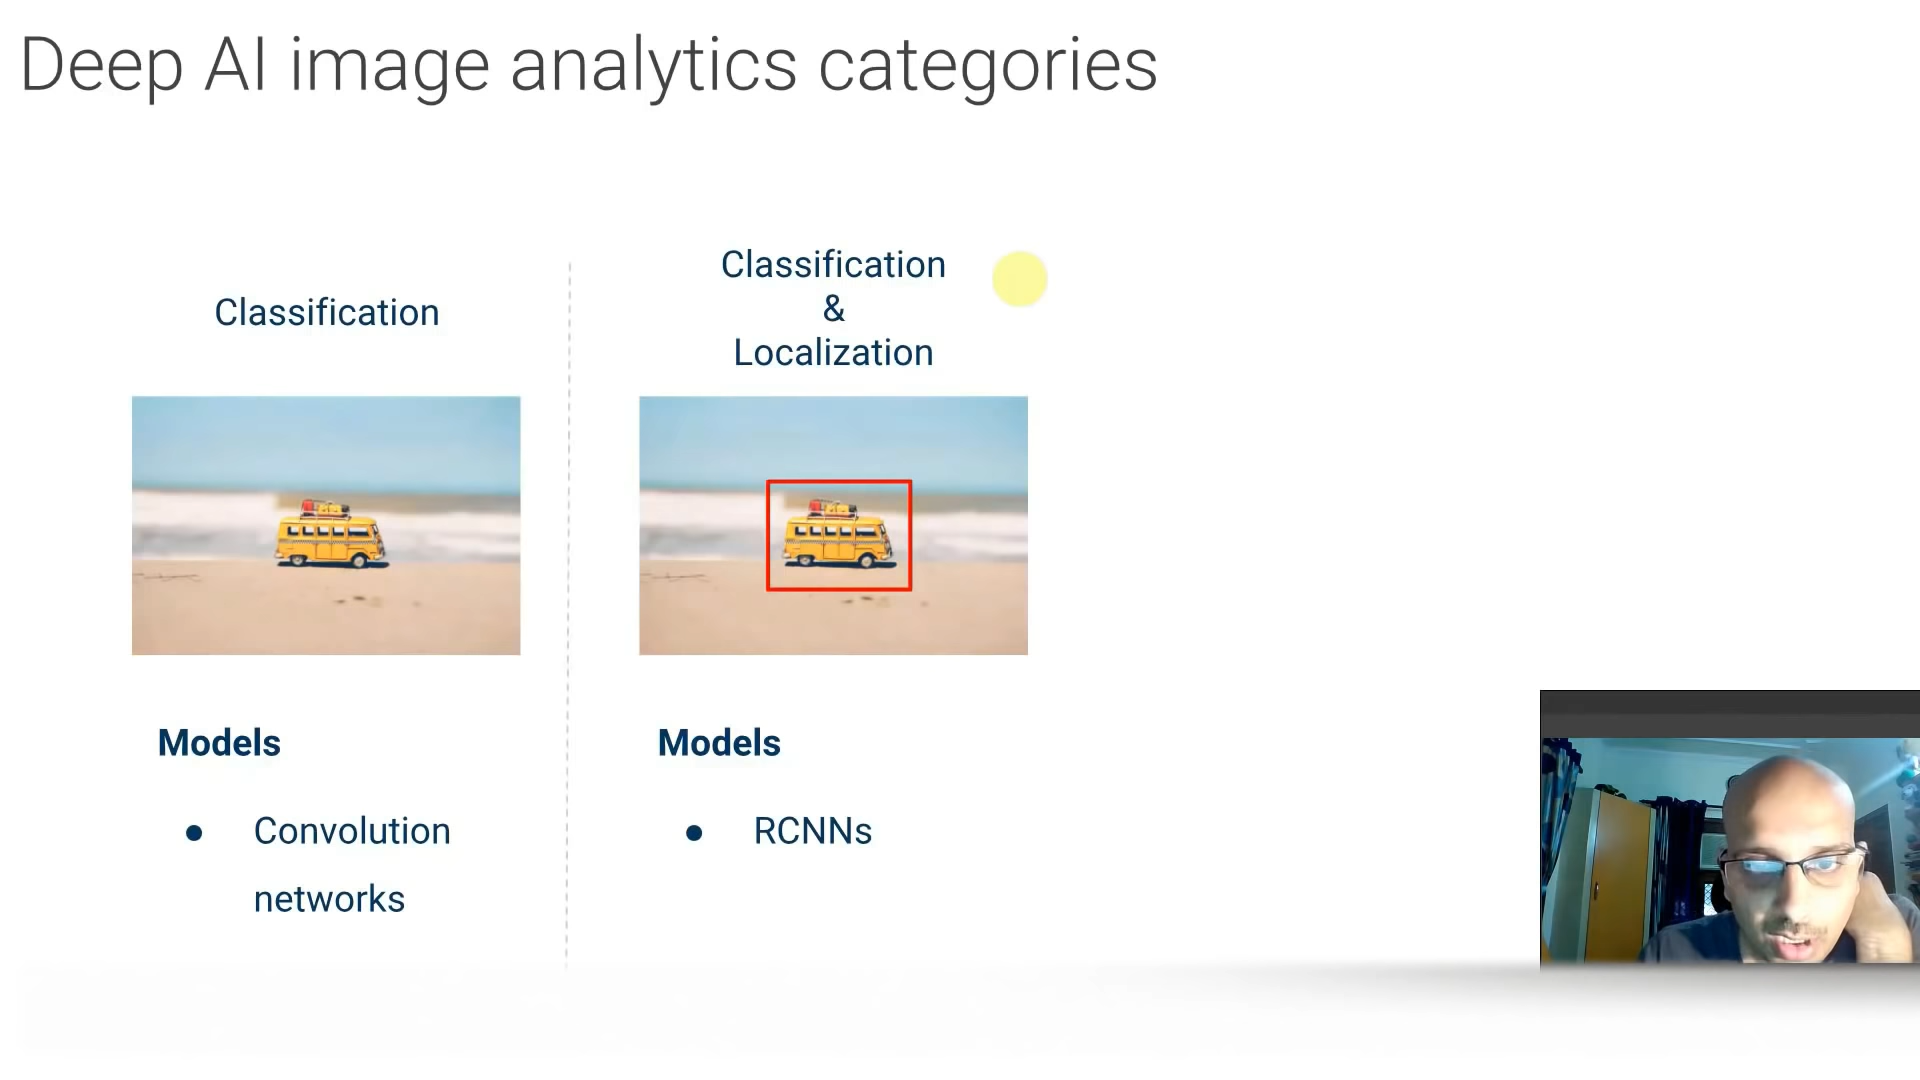 Deep AI image analytics categories
Classification
Classification
&
Localization
Models
● Convolution
networks
Models
● RCNNs